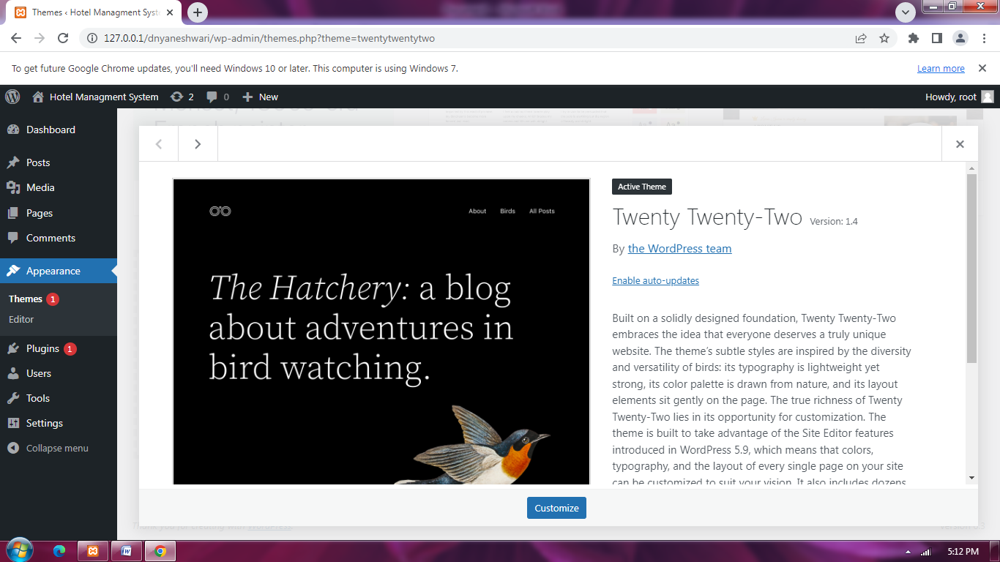 Themes ‹ Hotel Managment Syst
127.0.0.1/dnyaneshwari/wp-admin/themes.php?theme=twentytwentytwo
To get future Google Chrome updates, you'll need Windows 10 or later. This computer is using Windows 7.
Learn more
Hotel Managment System
2
0
New
Howdy, root
Dashboard
Posts
Media
Pages
Comments
Appearance
Themes 1
Editor
Plugins 1
Users
Tools
Settings
Collapse menu
About
Birds
All Posts
The Hatchery: a blog
about adventures in
bird watching.
Active Theme
Twenty Twenty-Two Version: 1.4
By the WordPress team
Enable auto-updates
Built on a solidly designed foundation, Twenty Twenty-Two
embraces the idea that everyone deserves a truly unique
website. The theme’s subtle styles are inspired by the diversity
and versatility of birds: its typography is lightweight yet
strong, its color palette is drawn from nature, and its layout
elements sit gently on the page. The true richness of Twenty
Twenty-Two lies in its opportunity for customization. The
theme is built to take advantage of the Site Editor features
introduced in WordPress 5.9, which means that colors,
typography, and the layout of every single page on your site
can be customized to suit your vision. It also includes dozens
Customize
Thank you for creating with WordPress
5:12 PM